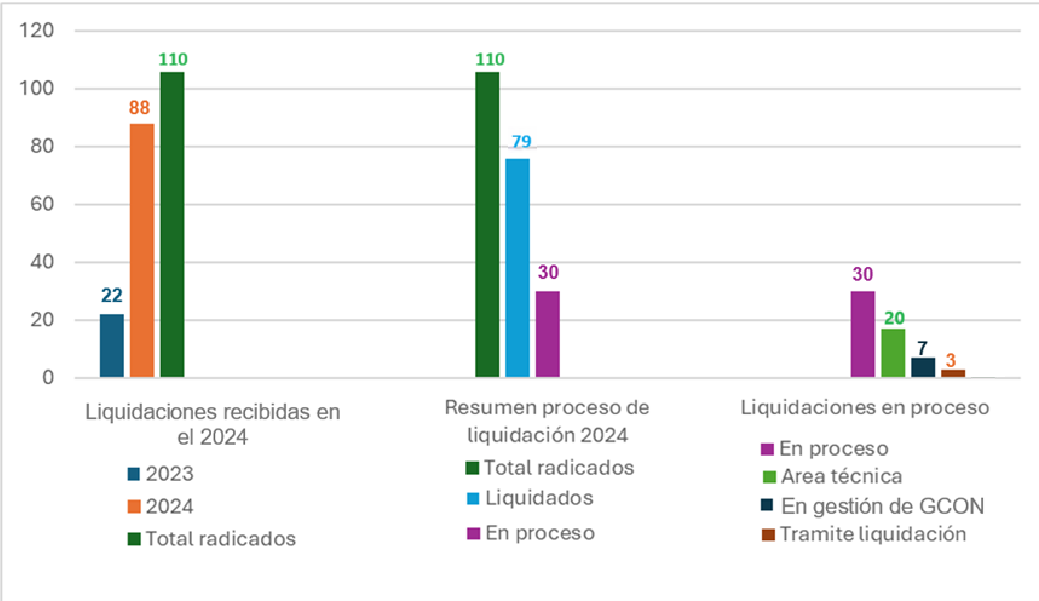 120
100
80
60
40
20
0
22
88
110
110
79
30
30
20
7
3
Liquidaciones recibidas en
el 2024
2023
2024
Total radicados
Resumen proceso de
liquidación 2024
Total radicados
Liquidados
En proceso
Liquidaciones en proceso
En proceso
Area técnica
En gestión de GCON
Tramite liquidación